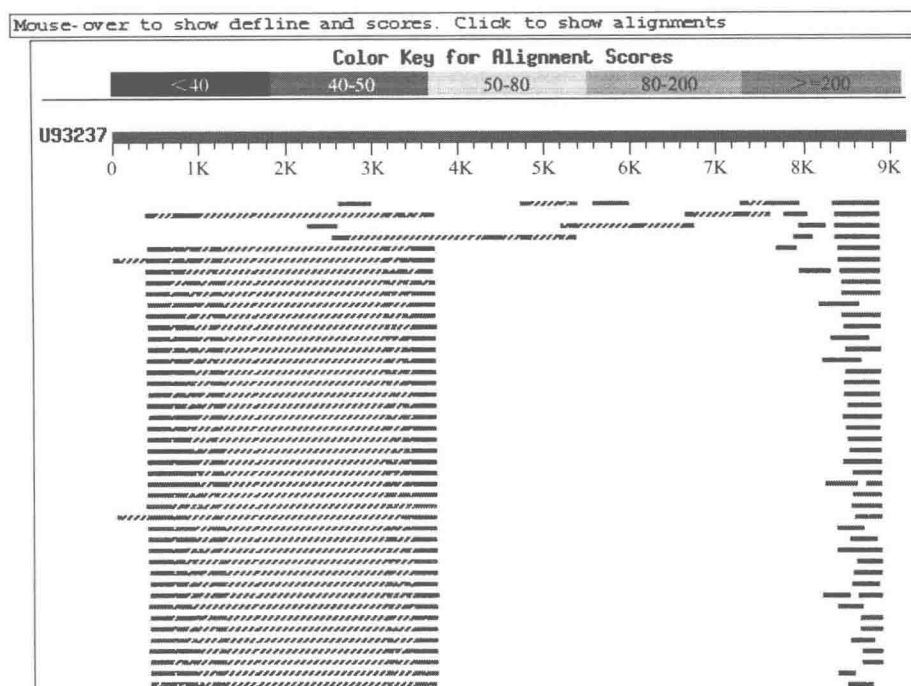 Mouse-over to show defline and scores. Click to show alignments
Color Key for Alignment Scores
<40 40-50 50-80 80-200 >=200
U93237
0 1K 2K 3K 4K 5K 6K 7K 8K 9K